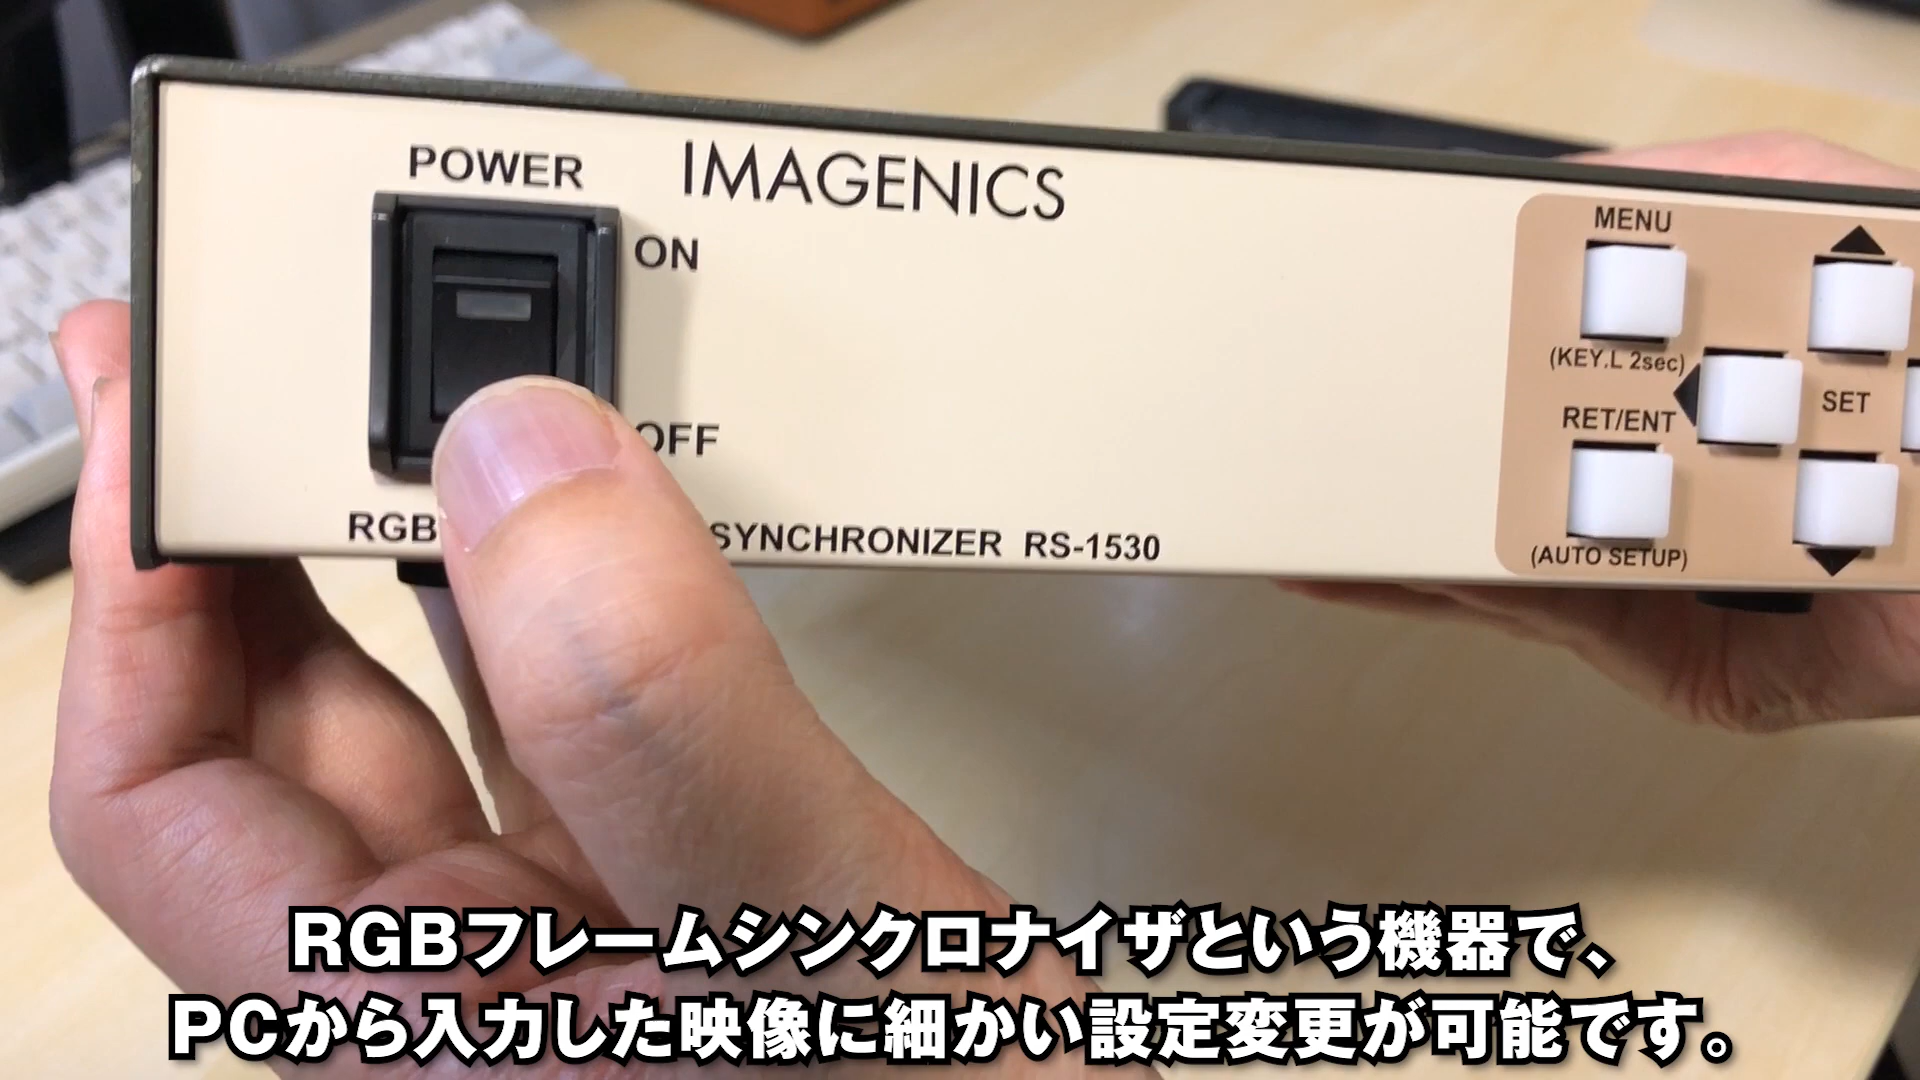 POWER
IMAGENICS
ON
OFF
RGB
SYNCHRONIZER RS-1530
MENU
(KEY.L 2sec)
RET/ENT
SET
(AUTO SETUP)
RGBフレームシンクロナイザという機器で、
PCから入力した映像に細かい設定変更が可能です。